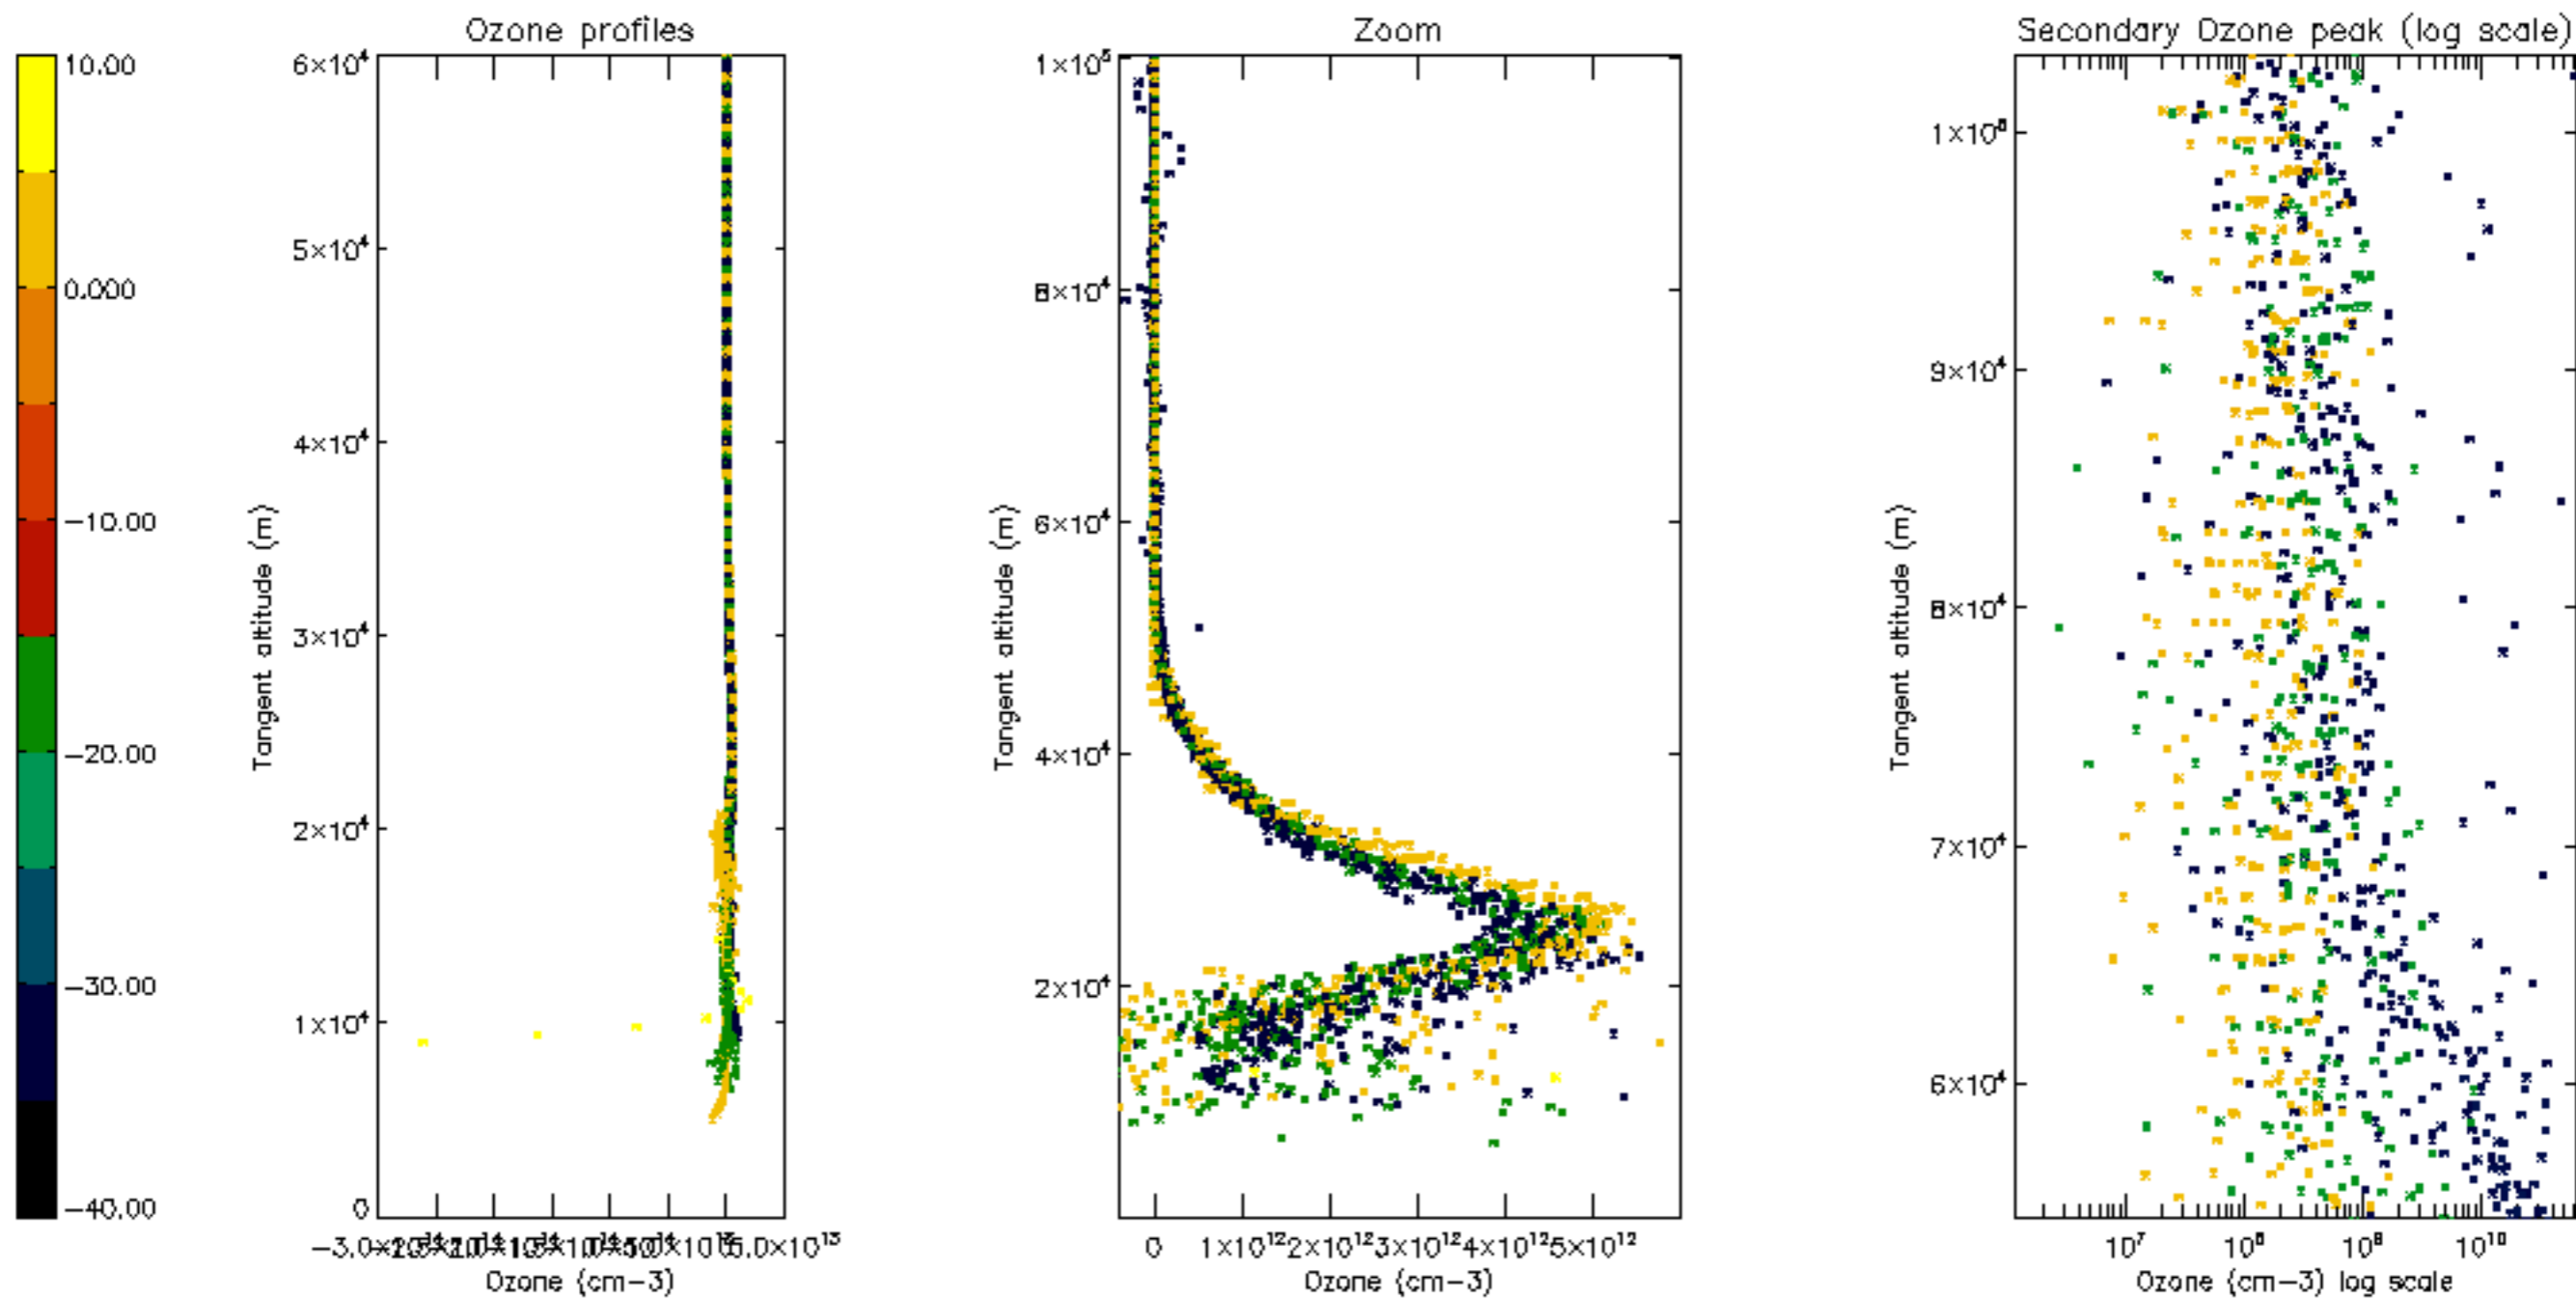 Ozone profiles
Zoom
Secondary Ozone peak (log scale)
10.00
0.000
−10.00
−20.00
−30.00
−40.00
6×10⁴
5×10⁴
4×10⁴
3×10⁴
2×10⁴
1×10⁴
0
Tangent altitude (m)
5.0×10¹³
Ozone (cm−3)
1×10⁵
8×10⁴
6×10⁴
4×10⁴
2×10⁴
Tangent altitude (m)
0 1×10¹² 2×10¹² 3×10¹² 4×10¹² 5×10¹²
Ozone (cm−3)
9×10⁴
8×10⁴
7×10⁴
6×10⁴
Tangent altitude (m)
10⁷ 10⁸ 10⁹ 10¹⁰
Ozone (cm−3) log scale